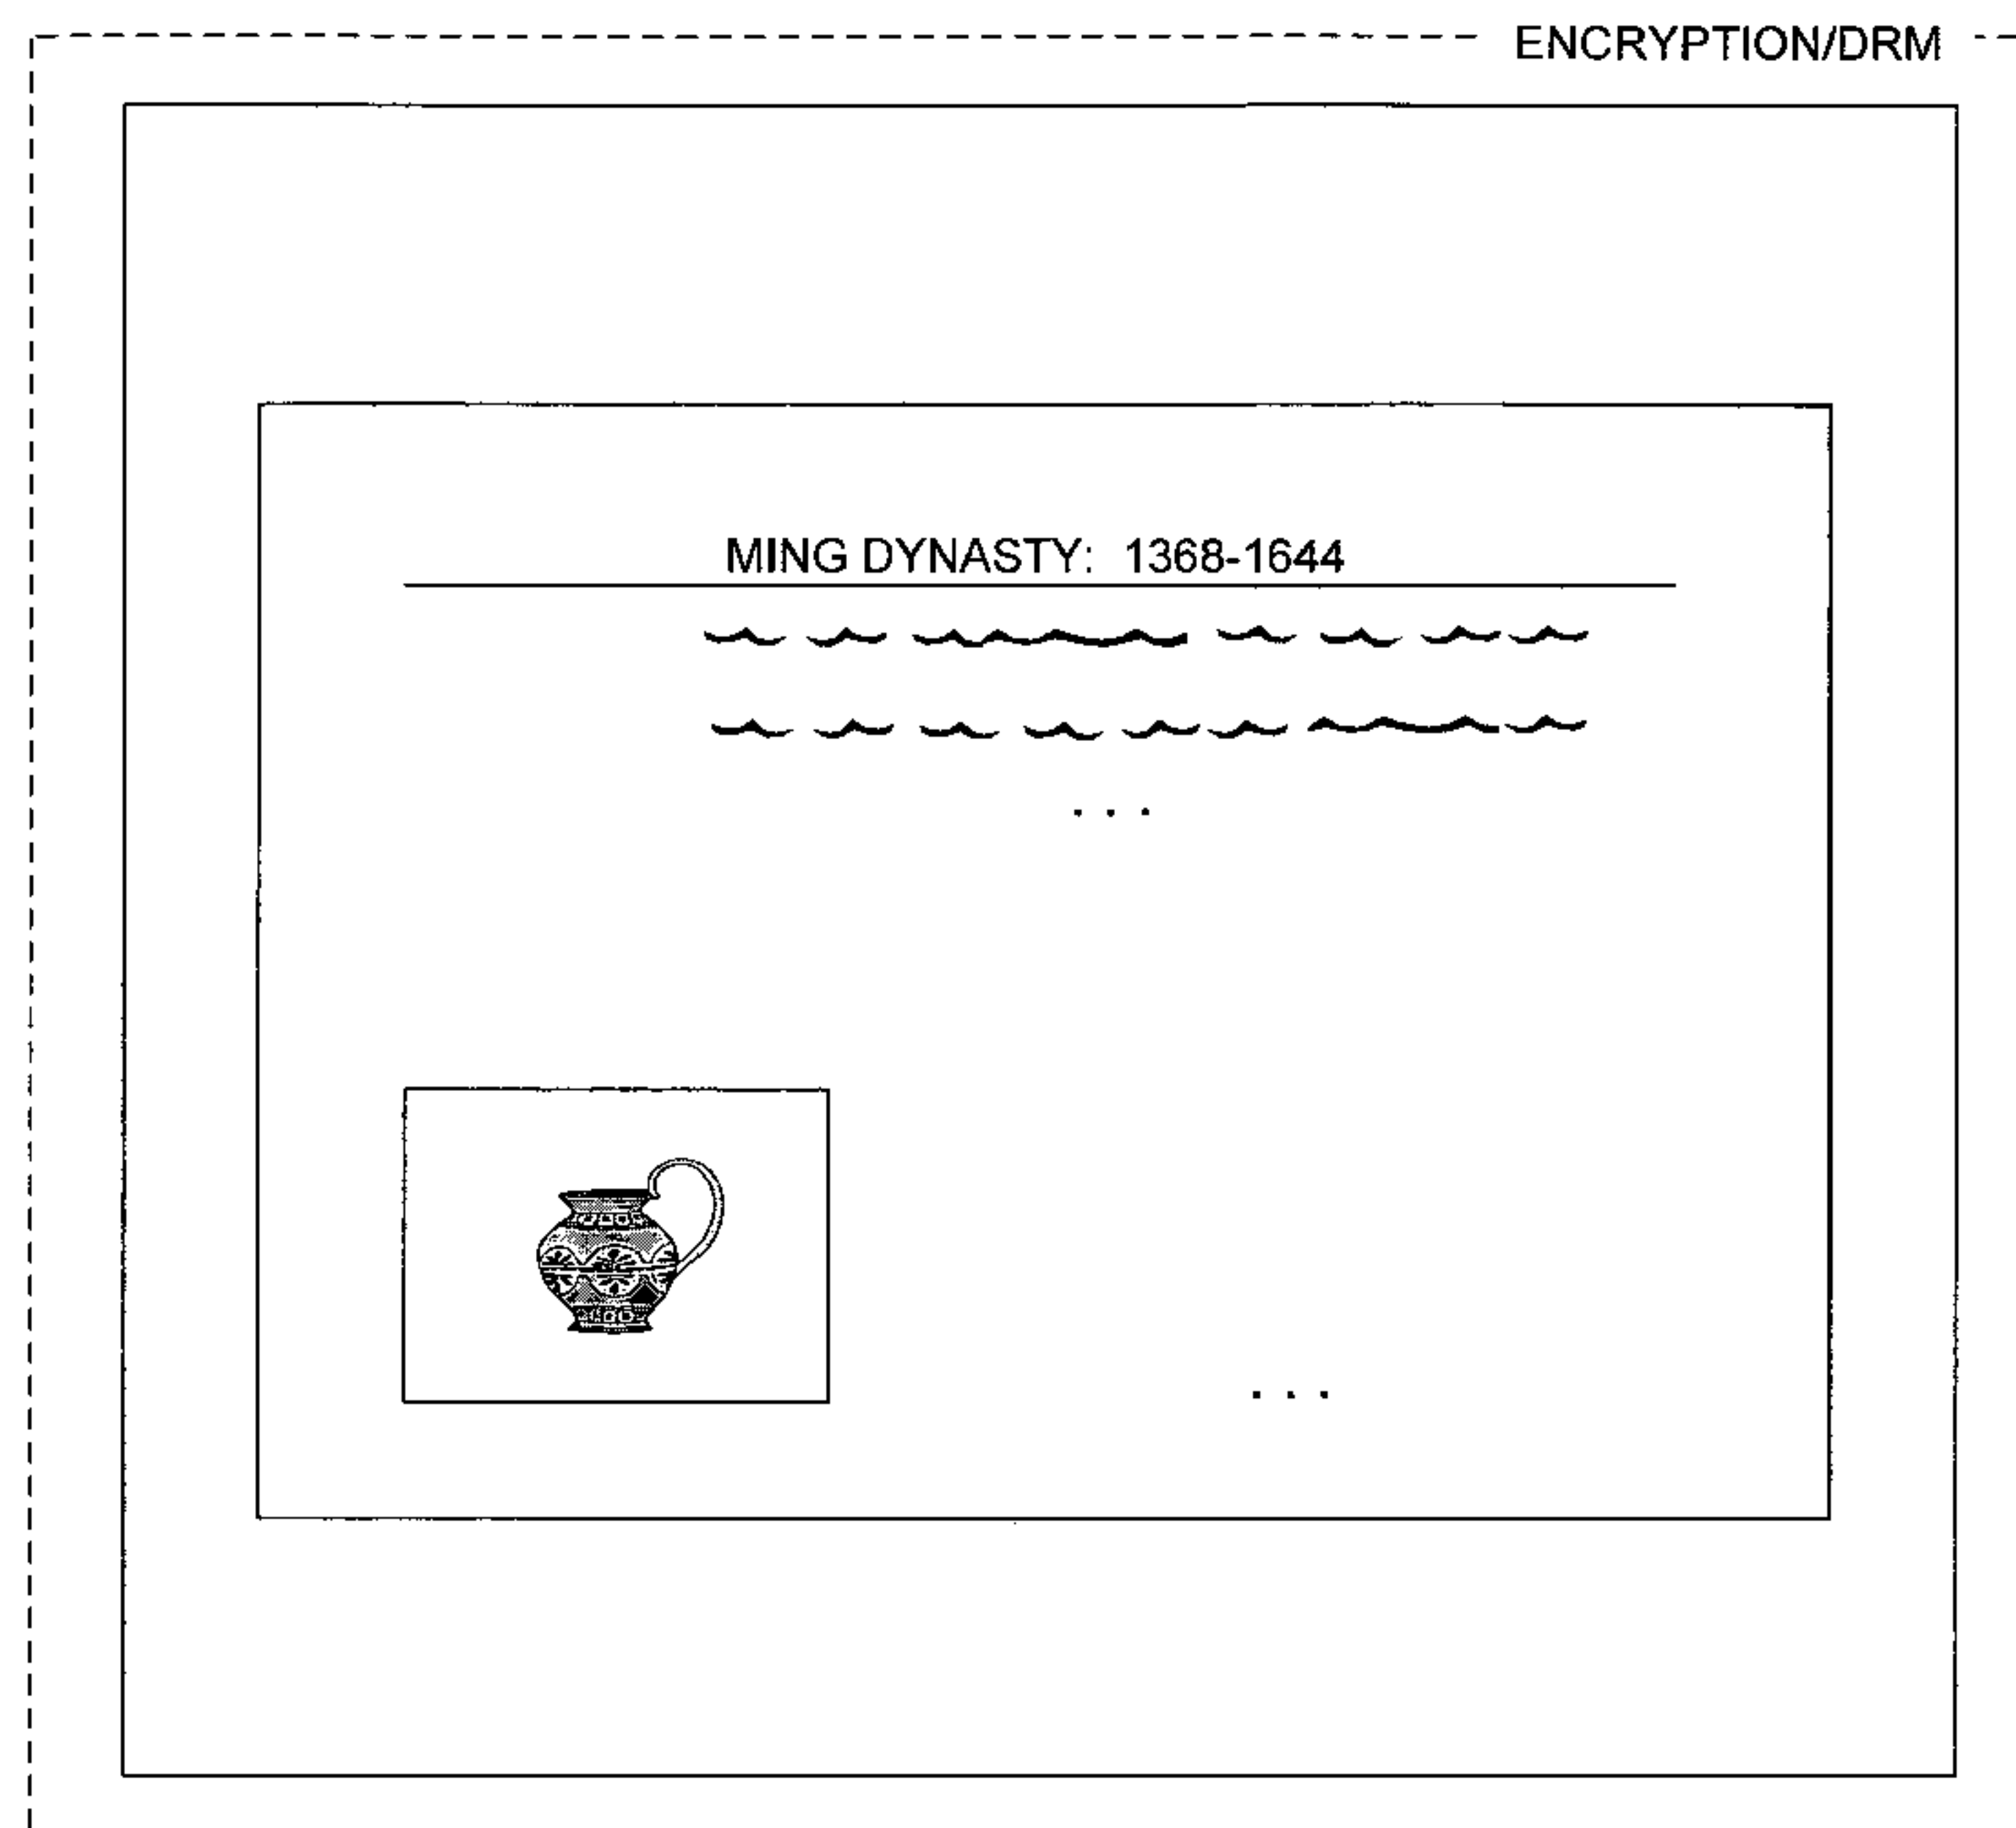 ENCRYPTION/DRM
MING DYNASTY: 1368-1644
. . .
. . .